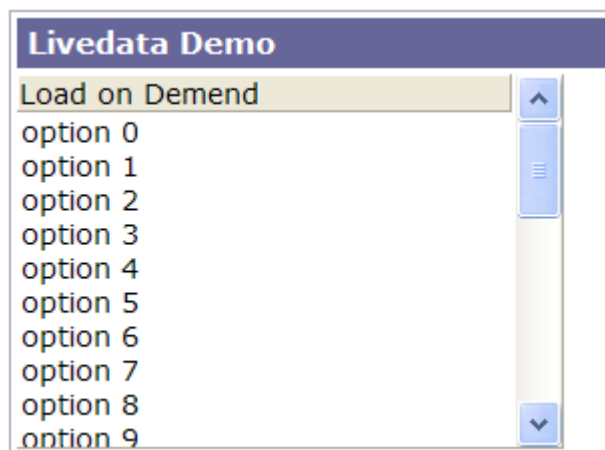 Livedata Demo
Load on Demend
option 0
option 1
option 2
option 3
option 4
option 5
option 6
option 7
option 8
option 9